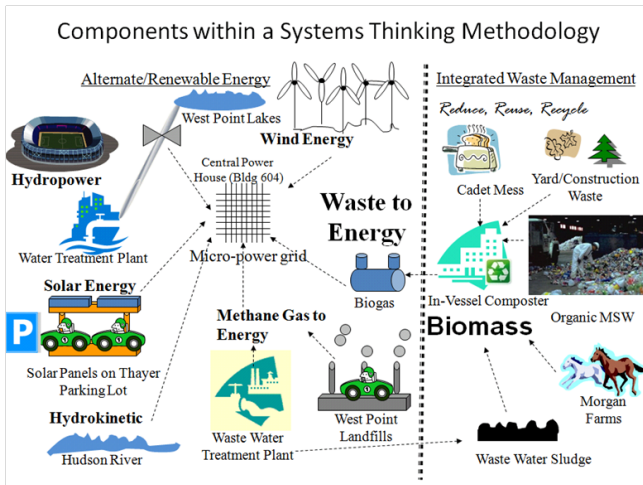 Components within a Systems Thinking Methodology
Alternate/Renewable Energy
West Point Lakes
Wind Energy
Hydropower
Central Power
House (Bldg 604)
Water Treatment Plant
Micro-power grid
Waste to
Energy
Biogas
Solar Energy
P
Solar Panels on Thayer
Parking Lot
Methane Gas to
Energy
Hydrokinetic
Hudson River
Waste Water
Treatment Plant
West Point
Landfills
Integrated Waste Management
Reduce, Reuse, Recycle
Cadet Mess
Yard/Construction
Waste
In-Vessel Composter
Organic MSW
Biomass
Morgan
Farms
Waste Water Sludge